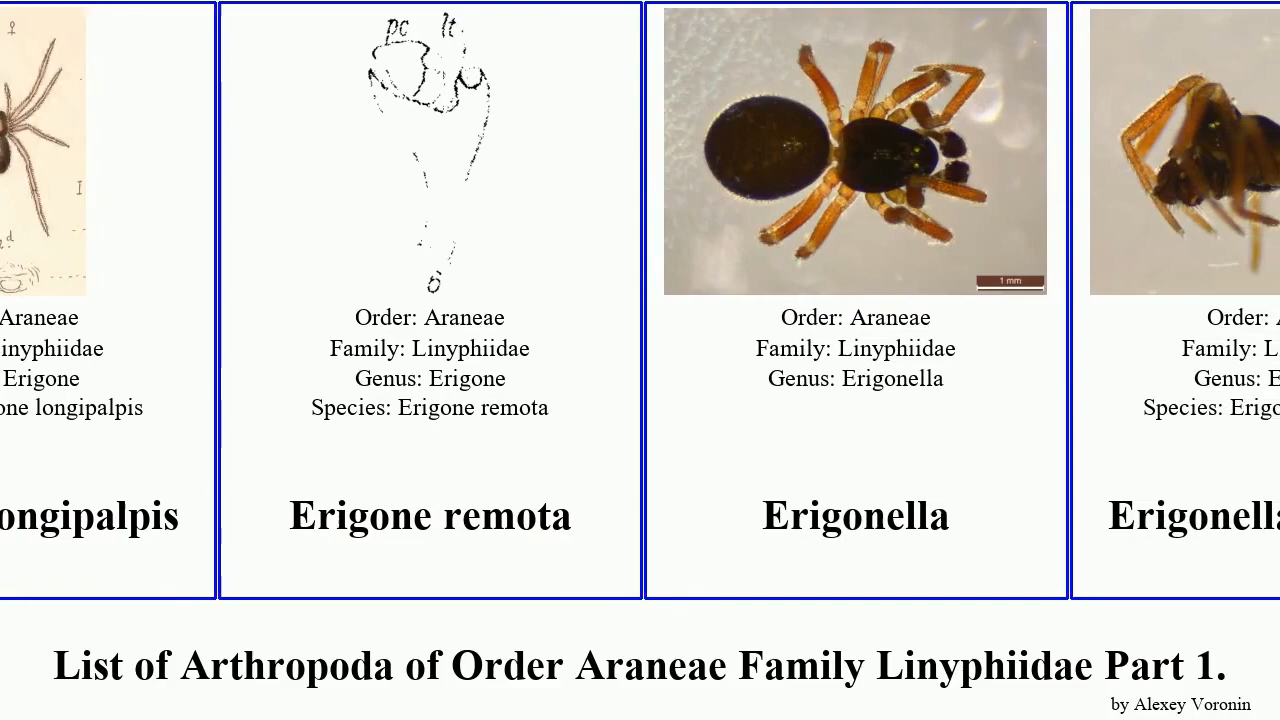 ♀
I
d
Araneae
inyphiidae
Erigone
one longipalpis
ongipalpis
pc lt.
6
Order: Araneae
Family: Linyphiidae
Genus: Erigone
Species: Erigone remota
Erigone remota
1 mm
Order: Araneae
Family: Linyphiidae
Genus: Erigonella
Erigonella
Order:
Family: L
Genus: E
Species: Erigo
Erigonella
List of Arthropoda of Order Araneae Family Linyphiidae Part 1.
by Alexey Voronin